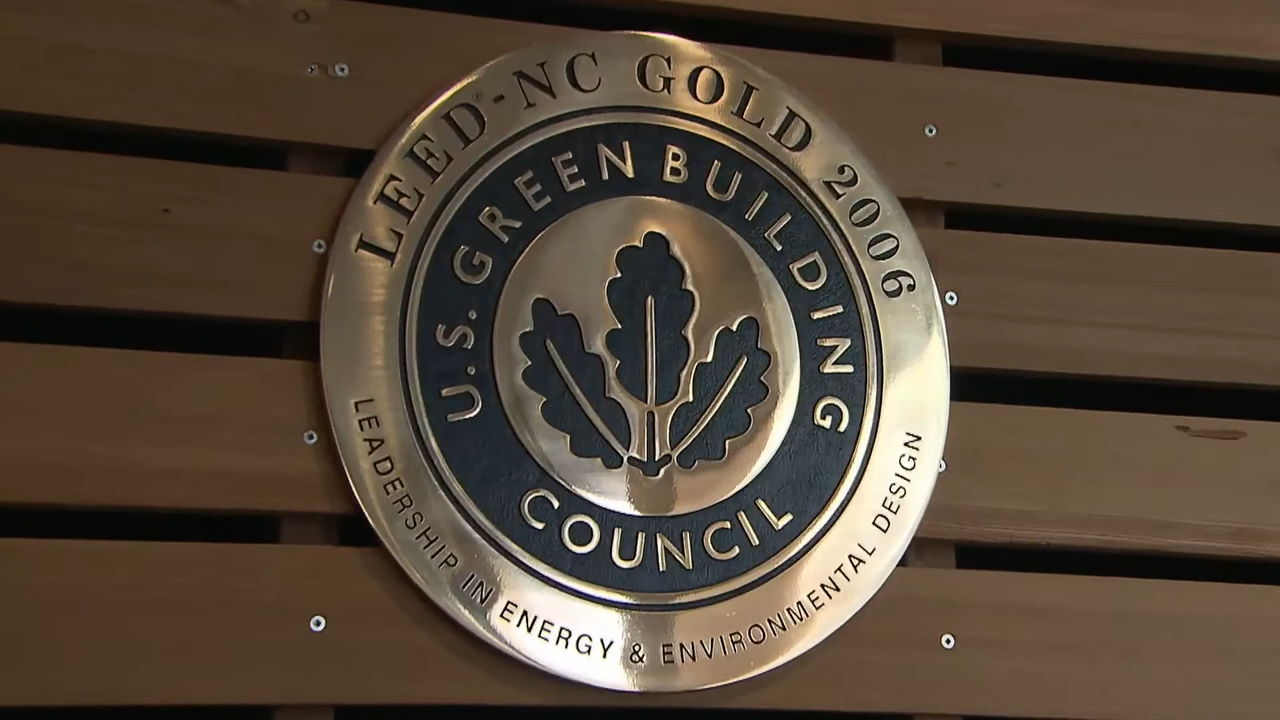 LEED®-NC GOLD 2006
U.S. GREEN BUILDING
COUNCIL
LEADERSHIP IN ENERGY & ENVIRONMENTAL DESIGN